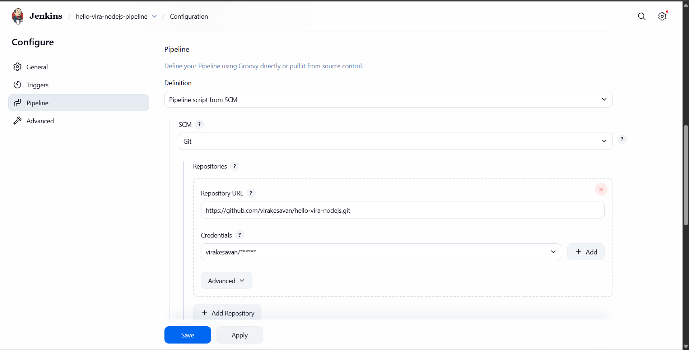 Jenkins / hello-vira-nodejs-pipeline / Configuration
Configure
General
Triggers
Pipeline
Advanced
Pipeline
Define your Pipeline using Groovy directly or pull it from source control.
Definition
Pipeline script from SCM
SCM ?
Git
?
Repositories ?
Repository URL ?
https://github.com/virakesavan/hello-vira-nodejs.git
Credentials ?
virakesavan/******
+ Add
Advanced
+ Add Repository
Save
Apply